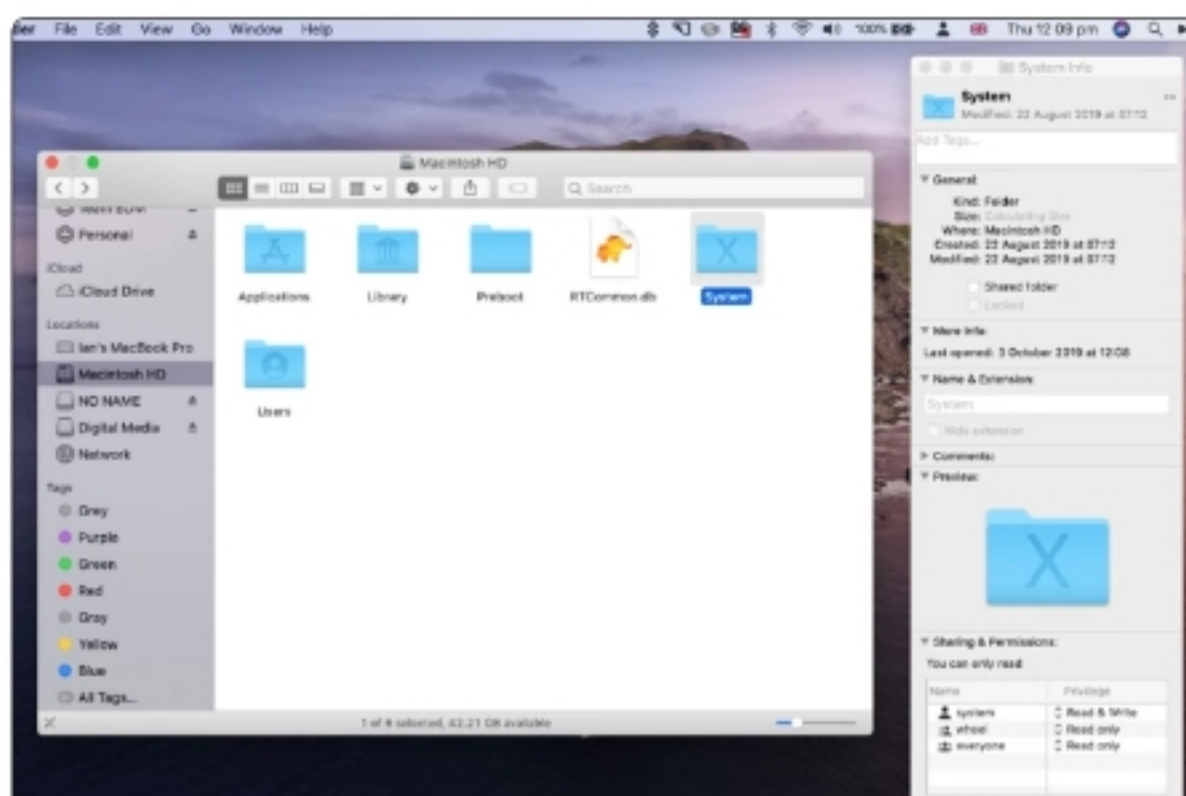 File Edit View Go Window Help
100%
Thu 12 09 pm
Macintosh HD
Search
Personal
iCloud
iCloud Drive
Locations
Ian's MacBook Pro
Macintosh HD
NO NAME
Digital Media
Network
Tags
Grey
Purple
Green
Red
Gray
Yellow
Blue
All Tags...
Applications
Library
Preboot
RTCommon.db
System
Users
1 of 6 selected, 42.21 GB available
System Info
System
Modified: 22 August 2019 at 07:12
Add Tags...
General:
Kind: Folder
Size: Calculating Size
Where: Macintosh HD
Created: 22 August 2019 at 07:12
Modified: 22 August 2019 at 07:12
Shared folder
Locked
More Info:
Last opened: 3 October 2019 at 12:08
Name & Extension:
System
Hide extension
Comments:
Preview:
Sharing & Permissions:
You can only read
Name Privilege
system Read & Write
wheel Read only
everyone Read only